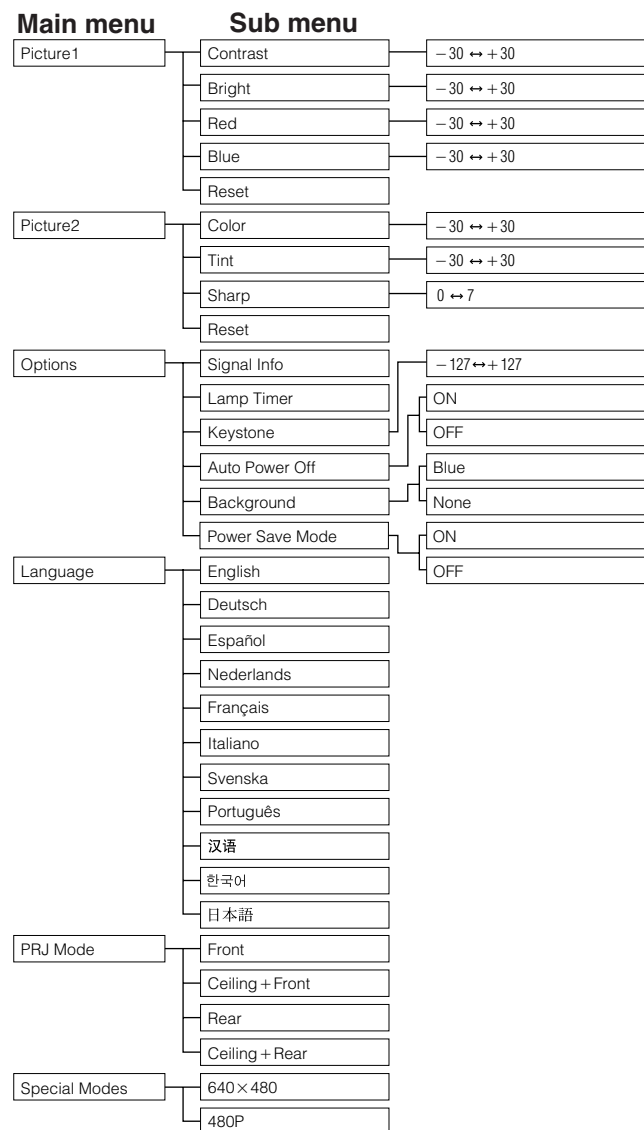 Main menu Sub menu
Picture1 Contrast −30 ↔ +30
Bright −30 ↔ +30
Red −30 ↔ +30
Blue −30 ↔ +30
Reset
Picture2 Color −30 ↔ +30
Tint −30 ↔ +30
Sharp 0 ↔ 7
Reset
Options Signal Info −127↔+127
Lamp Timer ON
Keystone OFF
Auto Power Off Blue
Background None
Power Save Mode ON
Language English OFF
Deutsch
Español
Nederlands
Français
Italiano
Svenska
Português
汉语
한국어
日本語
PRJ Mode Front
Ceiling+Front
Rear
Ceiling+Rear
Special Modes 640×480
480P